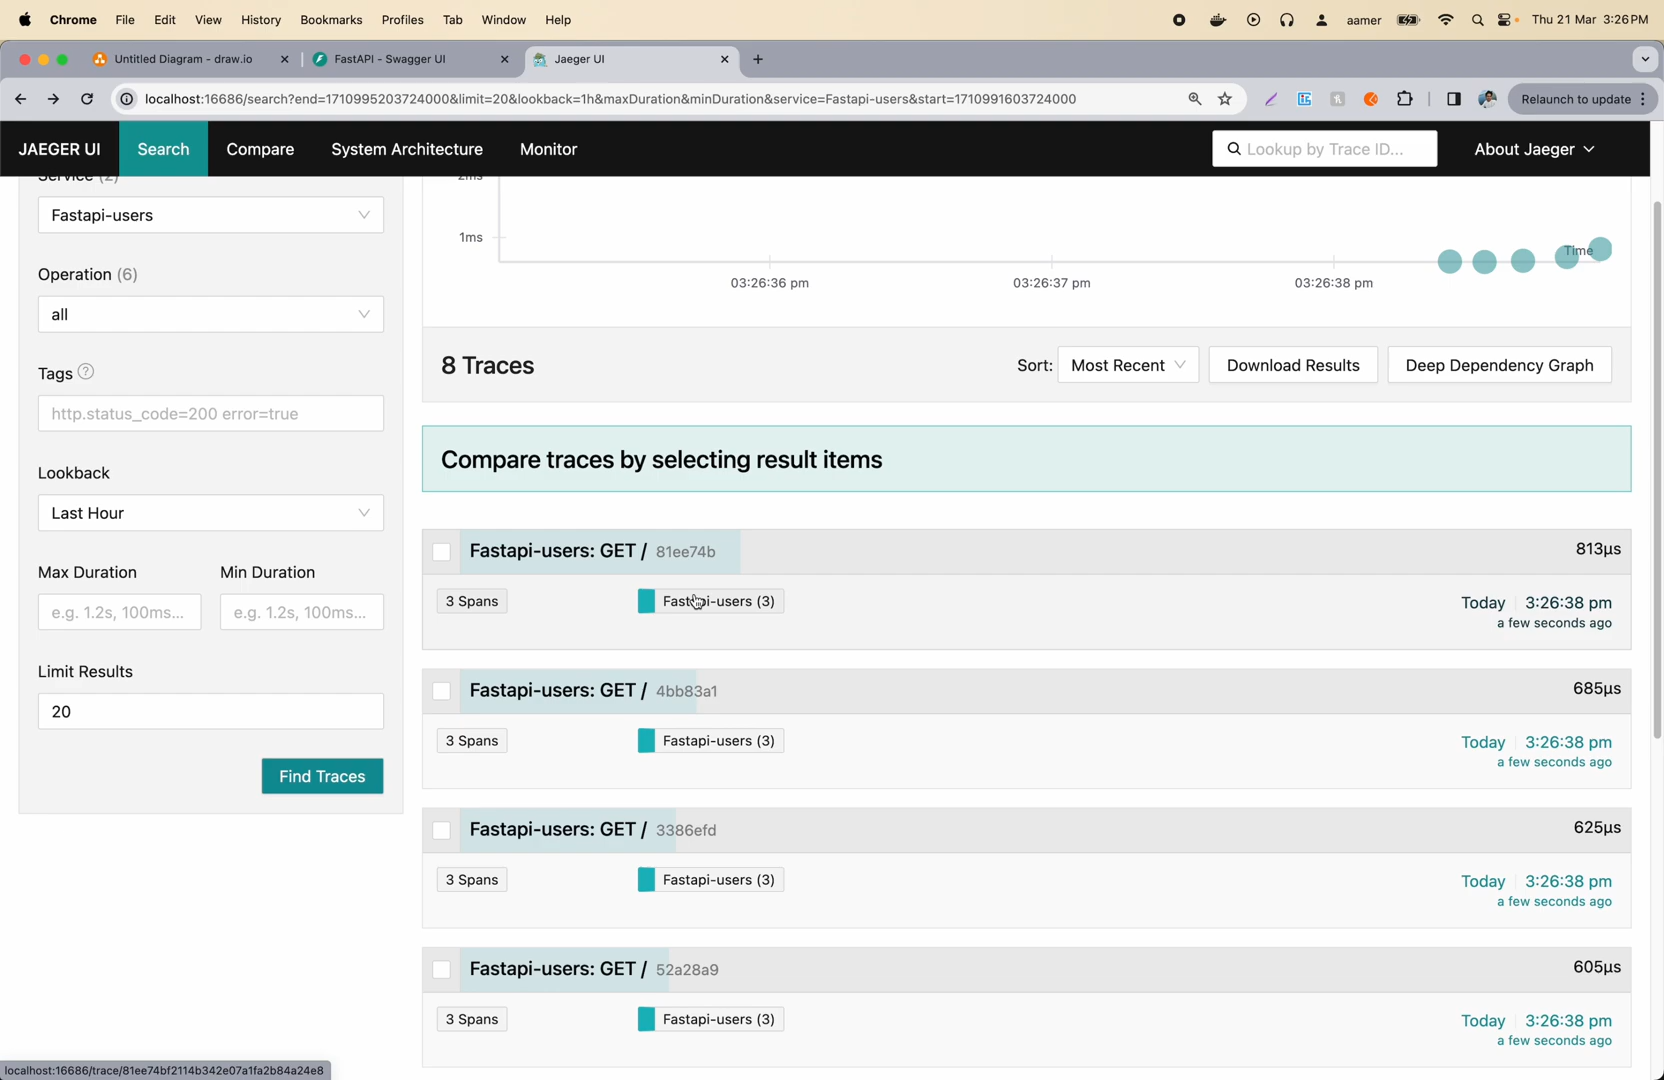 Chrome File Edit View History Bookmarks Profiles Tab Window Help aamer Thu 21 Mar 3:26 PM
Untitled Diagram - draw.io FastAPI - Swagger UI Jaeger UI
localhost:16686/search?end=1710995203724000&limit=20&lookback=1h&maxDuration&minDuration&service=Fastapi-users&start=1710991603724000 Relaunch to update
JAEGER UI Search Compare System Architecture Monitor Lookup by Trace ID... About Jaeger
Service (2)
Fastapi-users
Operation (6)
all
Tags ?
http.status_code=200 error=true
Lookback
Last Hour
Max Duration Min Duration
e.g. 1.2s, 100ms... e.g. 1.2s, 100ms...
Limit Results
20
Find Traces
2ms
1ms
Time
03:26:36 pm 03:26:37 pm 03:26:38 pm
8 Traces Sort: Most Recent Download Results Deep Dependency Graph
Compare traces by selecting result items
Fastapi-users: GET / 81ee74b 813μs
3 Spans Fastapi-users (3) Today 3:26:38 pm
a few seconds ago
Fastapi-users: GET / 4bb83a1 685μs
3 Spans Fastapi-users (3) Today 3:26:38 pm
a few seconds ago
Fastapi-users: GET / 3386efd 625μs
3 Spans Fastapi-users (3) Today 3:26:38 pm
a few seconds ago
Fastapi-users: GET / 52a28a9 605μs
3 Spans Fastapi-users (3) Today 3:26:38 pm
a few seconds ago
localhost:16686/trace/81ee74bf2114b342e07a1fa2b84a24e8